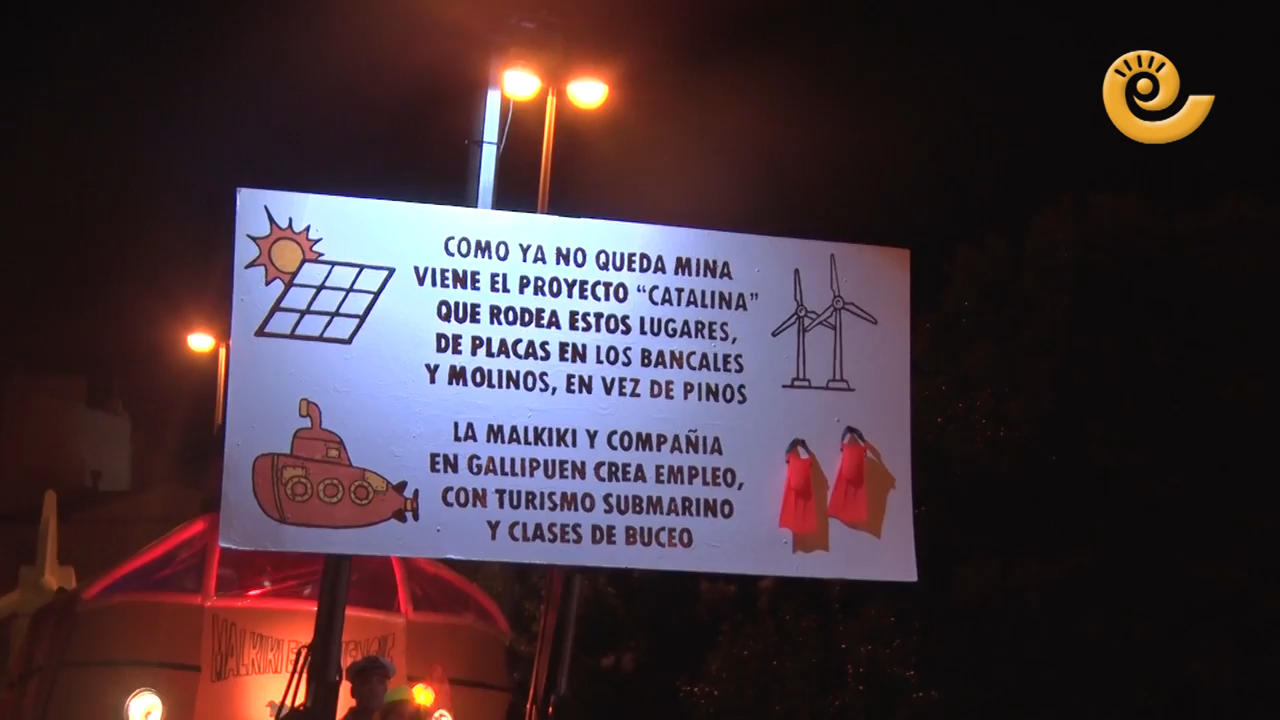 COMO YA NO QUEDA MINA
VIENE EL PROYECTO “CATALINA”
QUE RODEA ESTOS LUGARES,
DE PLACAS EN LOS BANCALES
Y MOLINOS, EN VEZ DE PINOS
LA MALKIKI Y COMPAÑIA
EN GALLIPUEN CREA EMPLEO,
CON TURISMO SUBMARINO
Y CLASES DE BUCEO
MALKIKI